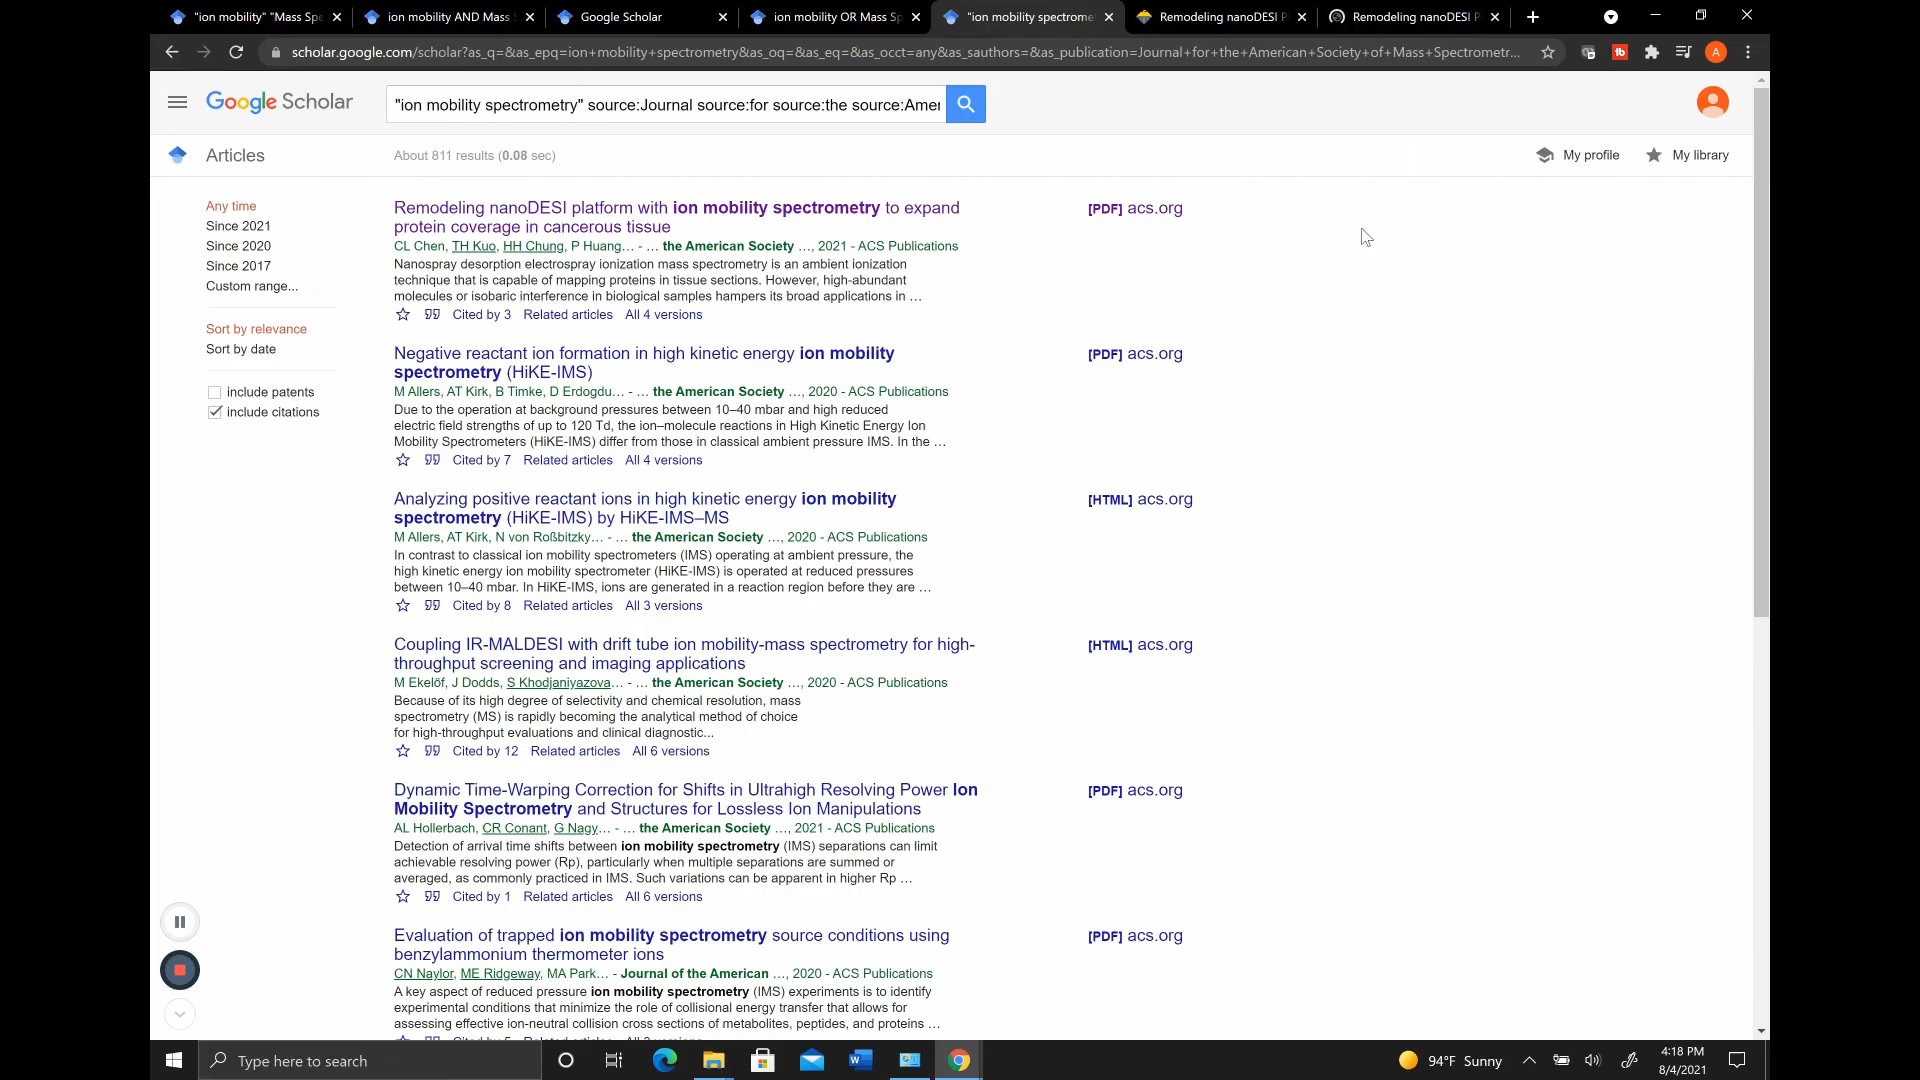 "ion mobility" "Mass Spe
ion mobility AND Mass S
Google Scholar
ion mobility OR Mass Sp
"ion mobility spectrome
Remodeling nanoDESI P
Remodeling nanoDESI P
scholar.google.com/scholar?as_q=&as_epq=ion+mobility+spectrometry&as_oq=&as_eq=&as_occt=any&as_sauthors=&as_publication=Journal+for+the+American+Society+of+Mass+Spectrometr...
A
Google Scholar
"ion mobility spectrometry" source:Journal source:for source:the source:Amer
Articles
About 811 results (0.08 sec)
My profile
My library
Any time
Since 2021
Since 2020
Since 2017
Custom range...
Sort by relevance
Sort by date
include patents
include citations
Remodeling nanoDESI platform with ion mobility spectrometry to expand
protein coverage in cancerous tissue
CL Chen, TH Kuo, HH Chung, P Huang… - … the American Society …, 2021 - ACS Publications
Nanospray desorption electrospray ionization mass spectrometry is an ambient ionization
technique that is capable of mapping proteins in tissue sections. However, high-abundant
molecules or isobaric interference in biological samples hampers its broad applications in …
Cited by 3 Related articles All 4 versions
[PDF] acs.org
Negative reactant ion formation in high kinetic energy ion mobility
spectrometry (HiKE-IMS)
M Allers, AT Kirk, B Timke, D Erdogdu… - … the American Society …, 2020 - ACS Publications
Due to the operation at background pressures between 10–40 mbar and high reduced
electric field strengths of up to 120 Td, the ion–molecule reactions in High Kinetic Energy Ion
Mobility Spectrometers (HiKE-IMS) differ from those in classical ambient pressure IMS. In the …
Cited by 7 Related articles All 4 versions
[PDF] acs.org
Analyzing positive reactant ions in high kinetic energy ion mobility
spectrometry (HiKE-IMS) by HiKE-IMS–MS
M Allers, AT Kirk, N von Roßbitzky… - … the American Society …, 2020 - ACS Publications
In contrast to classical ion mobility spectrometers (IMS) operating at ambient pressure, the
high kinetic energy ion mobility spectrometer (HiKE-IMS) is operated at reduced pressures
between 10–40 mbar. In HiKE-IMS, ions are generated in a reaction region before they are …
Cited by 8 Related articles All 3 versions
[HTML] acs.org
Coupling IR-MALDESI with drift tube ion mobility-mass spectrometry for high-
throughput screening and imaging applications
M Ekelöf, J Dodds, S Khodjaniyazova… - … the American Society …, 2020 - ACS Publications
Because of its high degree of selectivity and chemical resolution, mass
spectrometry (MS) is rapidly becoming the analytical method of choice
for high-throughput evaluations and clinical diagnostic...
Cited by 12 Related articles All 6 versions
[HTML] acs.org
Dynamic Time-Warping Correction for Shifts in Ultrahigh Resolving Power Ion
Mobility Spectrometry and Structures for Lossless Ion Manipulations
AL Hollerbach, CR Conant, G Nagy… - … the American Society …, 2021 - ACS Publications
Detection of arrival time shifts between ion mobility spectrometry (IMS) separations can limit
achievable resolving power (Rp), particularly when multiple separations are summed or
averaged, as commonly practiced in IMS. Such variations can be apparent in higher Rp …
Cited by 1 Related articles All 6 versions
[PDF] acs.org
Evaluation of trapped ion mobility spectrometry source conditions using
benzylammonium thermometer ions
CN Naylor, ME Ridgeway, MA Park… - Journal of the American …, 2020 - ACS Publications
A key aspect of reduced pressure ion mobility spectrometry (IMS) experiments is to identify
experimental conditions that minimize the role of collisional energy transfer that allows for
assessing effective ion-neutral collision cross sections of metabolites, peptides, and proteins …
[PDF] acs.org
Type here to search
94°F Sunny
4:18 PM
8/4/2021